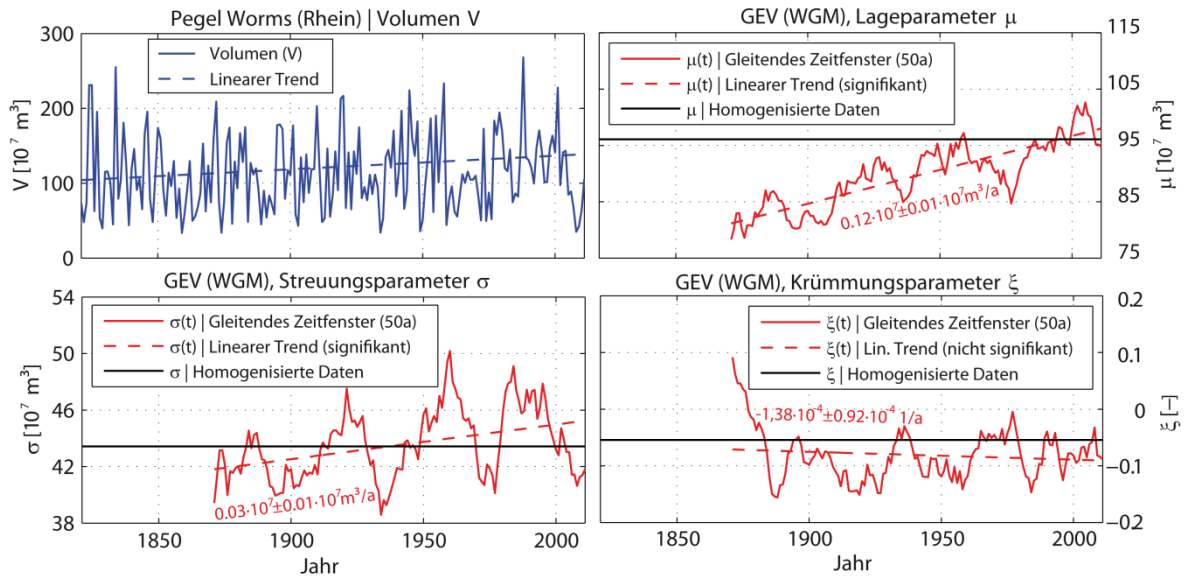 Pegel Worms (Rhein) | Volumen V
300
200
100
0
V [10⁷ m³]
Volumen (V)
Linearer Trend
GEV (WGM), Lageparameter μ
115
105
95
85
75
μ [10⁷ m³]
μ(t) | Gleitendes Zeitfenster (50a)
μ(t) | Linearer Trend (signifikant)
μ | Homogenisierte Daten
0.12·10⁷±0.01·10⁷m³/a
GEV (WGM), Streuungsparameter σ
54
50
46
42
38
σ [10⁷ m³]
σ(t) | Gleitendes Zeitfenster (50a)
σ(t) | Linearer Trend (signifikant)
σ | Homogenisierte Daten
0.03·10⁷±0.01·10⁷m³/a
1850
1900
1950
2000
Jahr
GEV (WGM), Krümmungsparameter ξ
0.2
0.1
0
−0.1
−0.2
ξ [−]
ξ(t) | Gleitendes Zeitfenster (50a)
ξ(t) | Lin. Trend (nicht signifikant)
ξ | Homogenisierte Daten
-1,38·10⁻⁴±0.92·10⁻⁴ 1/a
1850
1900
1950
2000
Jahr